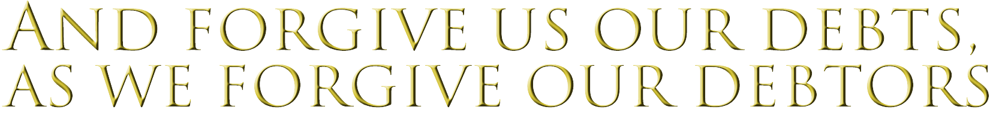 And forgive us our debts,
as we forgive our debtors